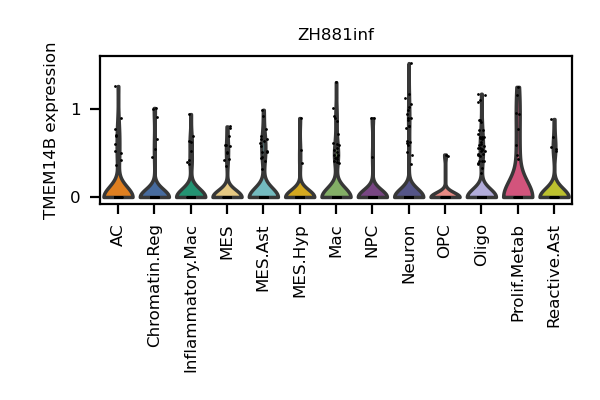 ZH881inf
TMEM14B expression
1
0
AC
Chromatin.Reg
Inflammatory.Mac
MES
MES.Ast
MES.Hyp
Mac
NPC
Neuron
OPC
Oligo
Prolif.Metab
Reactive.Ast